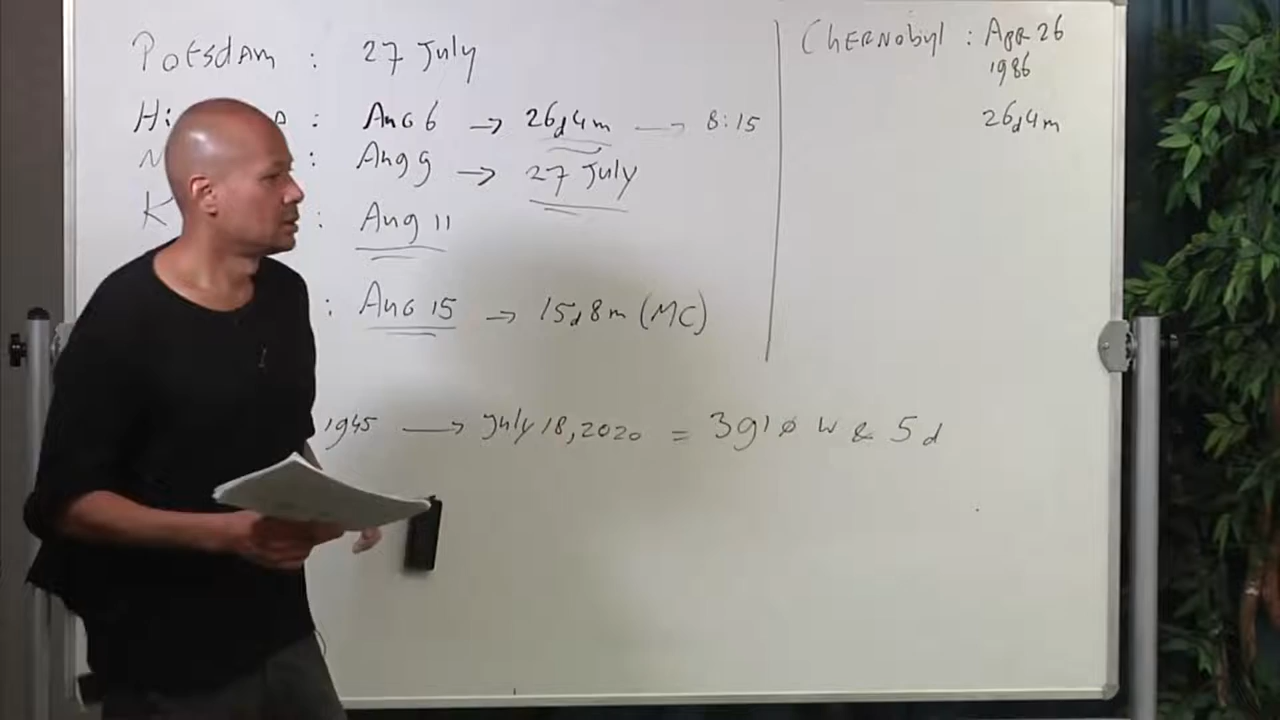 Potsdam : 27 July
Hi : Aug 6 → 26d4m → 8:15
N : Aug 9 → 27 July
K : Aug 11
: Aug 15 → 15d8m (MC)
1945 → July 18, 2020 = 3910 w & 5d
Chernobyl : Apr 26
1986
26d4m